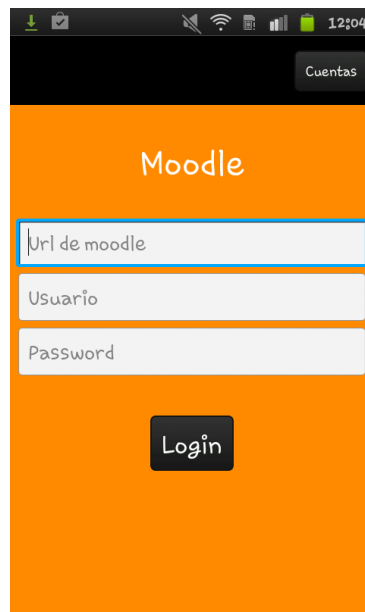 12:04
Cuentas
Moodle
Url de moodle
Usuario
Password
Login